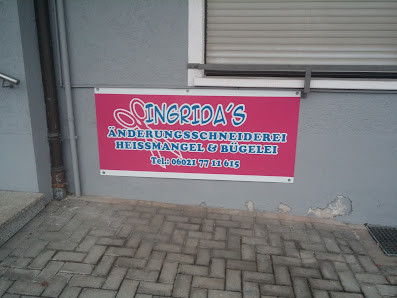 INGRIDA'S
ÄNDERUNGSSCHNEIDEREI
HEISSMANGEL & BÜGELEI
Tel.: 06021 77 11 615